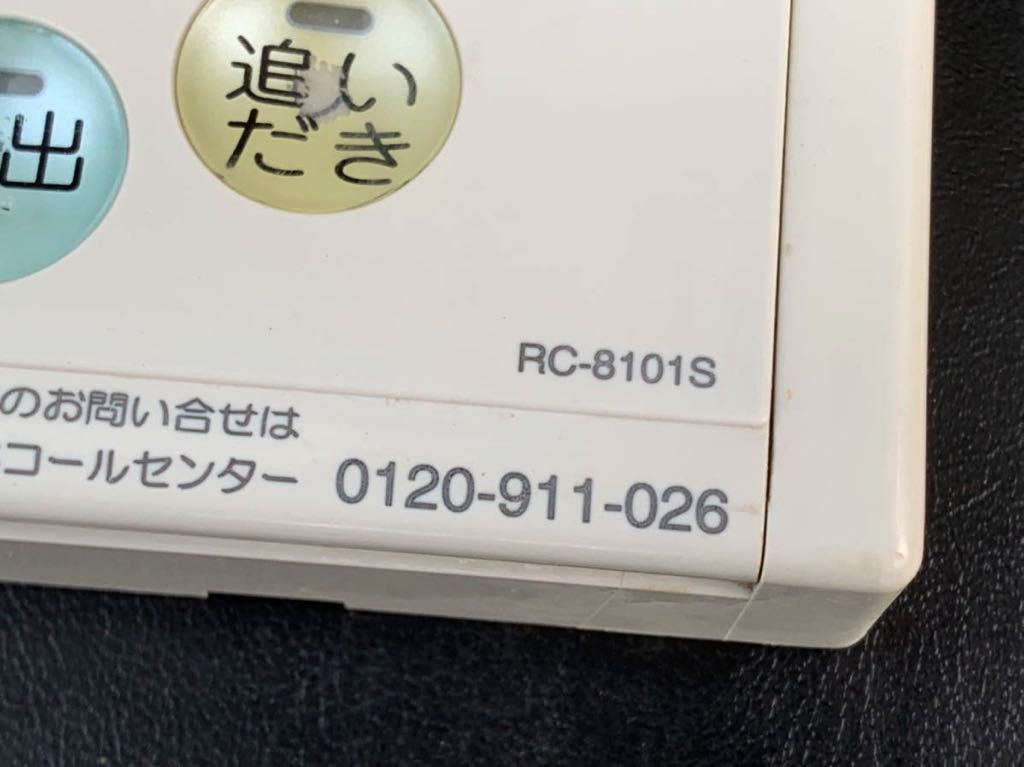 追い
だき
出
RC-8101S
のお問い合せは
コールセンター 0120-911-026